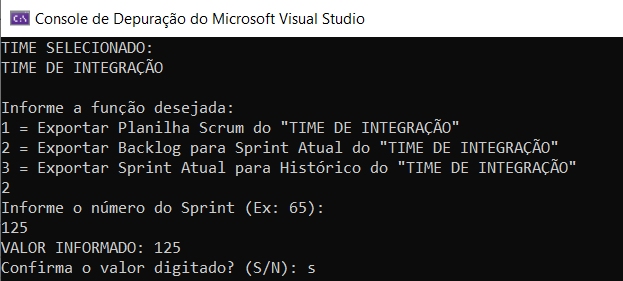 Console de Depuração do Microsoft Visual Studio
TIME SELECIONADO:
TIME DE INTEGRAÇÃO
Informe a função desejada:
1 = Exportar Planilha Scrum do "TIME DE INTEGRAÇÃO"
2 = Exportar Backlog para Sprint Atual do "TIME DE INTEGRAÇÃO"
3 = Exportar Sprint Atual para Histórico do "TIME DE INTEGRAÇÃO"
2
Informe o número do Sprint (Ex: 65):
125
VALOR INFORMADO: 125
Confirma o valor digitado? (S/N): s